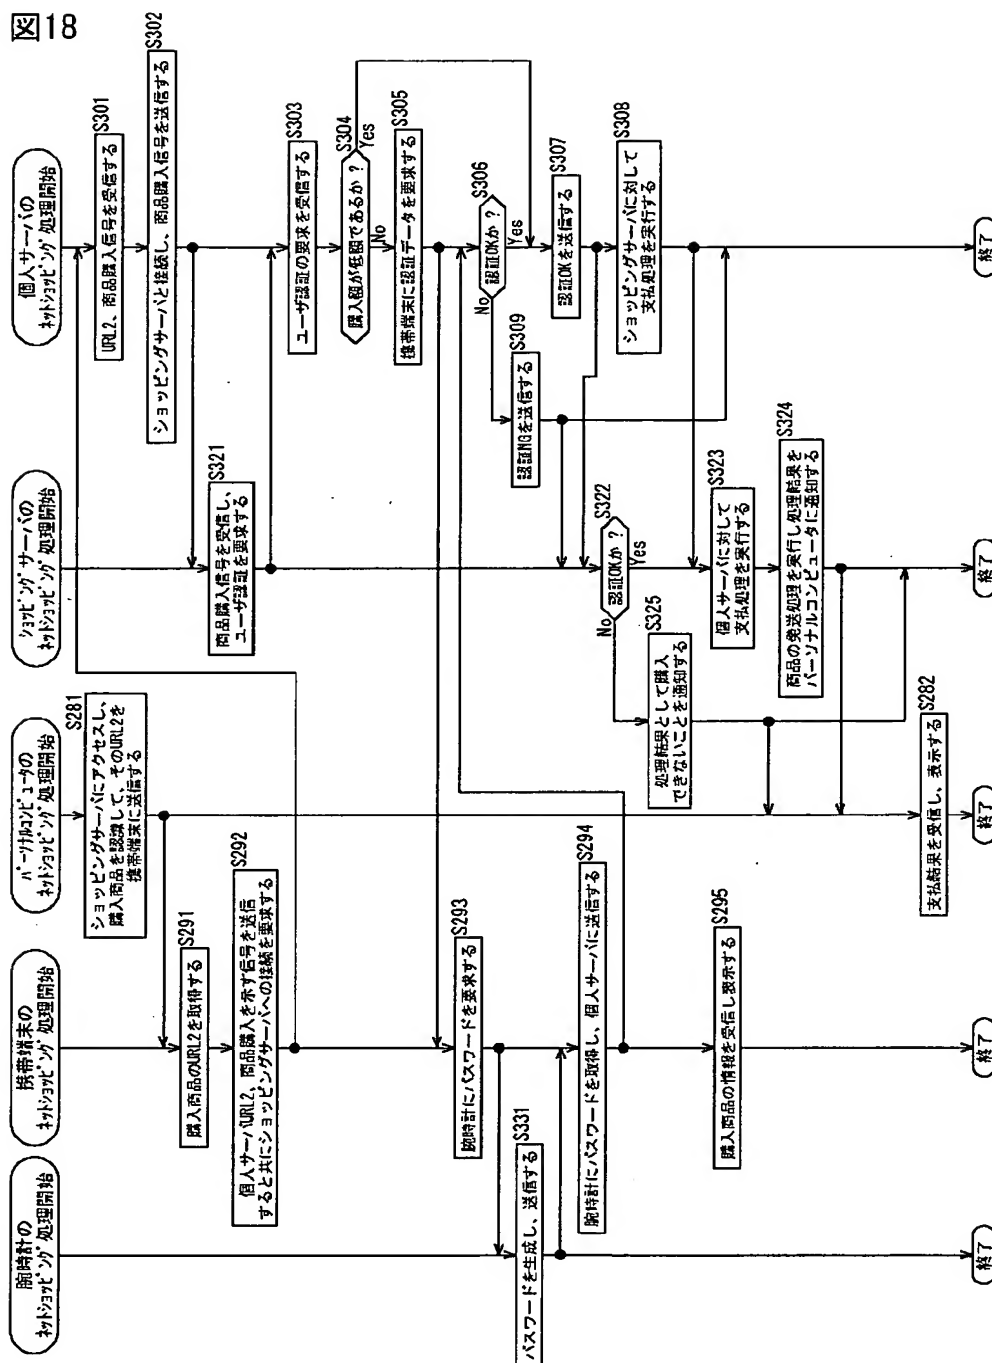 図18
腕時計の
ネットショッピング処理開始
パスワードを生成し、送信する
S331
終了
携帯端末の
ネットショッピング処理開始
購入商品のURL2を取得する
S291
個人サーバURL2、商品購入を示す信号を送信
すると共にショッピングサーバへの接続を要求する
S292
腕時計にパスワードを要求する
S293
腕時計にパスワードを取得し、個人サーバに送信する
S294
購入商品の情報を受信し表示する
S295
終了
パーソナルコンピュータの
ネットショッピング処理開始
S281
ショッピングサーバにアクセスし、
購入商品を認識して、そのURL2を
携帯端末に送信する
支払結果を受信し、表示する
S282
終了
ショッピングサーバの
ネットショッピング処理開始
S321
商品購入信号を受信し、
ユーザ認証を要求する
S322
認証OKか?
Yes
No
S325
処理結果として購入
できないことを通知する
S323
個人サーバに対して
支払処理を実行する
S324
商品の発送処理を実行し処理結果を
パーソナルコンピュータに通知する
終了
個人サーバの
ネットショッピング処理開始
S301
URL2、商品購入信号を受信する
S302
ショッピングサーバと接続し、商品購入信号を送信する
S303
ユーザ認証の要求を受信する
S304
購入額が低額であるか?
Yes
No
S305
携帯端末に認証データを要求する
S306
認証OKか?
Yes
No
S309
認証NGを送信する
S307
認証OKを送信する
S308
ショッピングサーバに対して
支払処理を実行する
終了